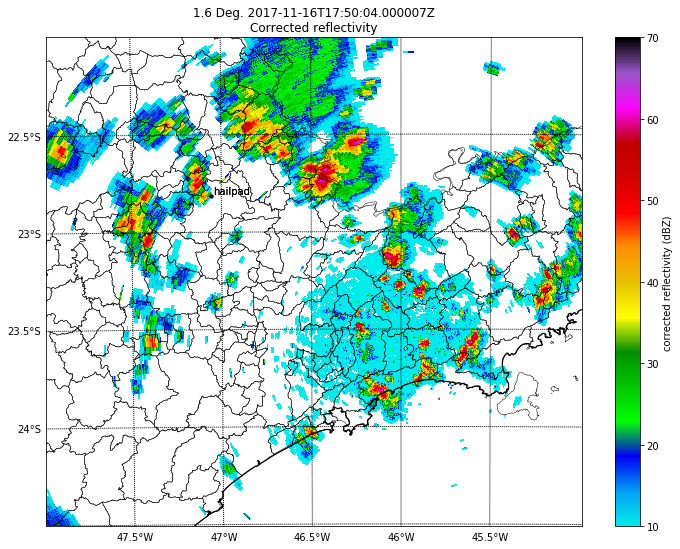 1.6 Deg. 2017-11-16T17:50:04.000007Z
Corrected reflectivity
22.5°S
23°S
23.5°S
24°S
47.5°W
47°W
46.5°W
46°W
45.5°W
hailpad
70
60
50
40
30
20
10
corrected reflectivity (dBZ)